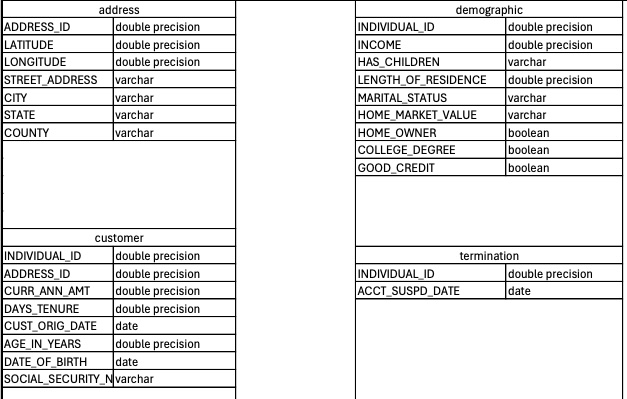 address
ADDRESS_ID double precision
LATITUDE double precision
LONGITUDE double precision
STREET_ADDRESS varchar
CITY varchar
STATE varchar
COUNTY varchar
customer
INDIVIDUAL_ID double precision
ADDRESS_ID double precision
CURR_ANN_AMT double precision
DAYS_TENURE double precision
CUST_ORIG_DATE date
AGE_IN_YEARS double precision
DATE_OF_BIRTH date
SOCIAL_SECURITY_N varchar
demographic
INDIVIDUAL_ID double precision
INCOME double precision
HAS_CHILDREN varchar
LENGTH_OF_RESIDENCE double precision
MARITAL_STATUS varchar
HOME_MARKET_VALUE varchar
HOME_OWNER boolean
COLLEGE_DEGREE boolean
GOOD_CREDIT boolean
termination
INDIVIDUAL_ID double precision
ACCT_SUSPD_DATE date